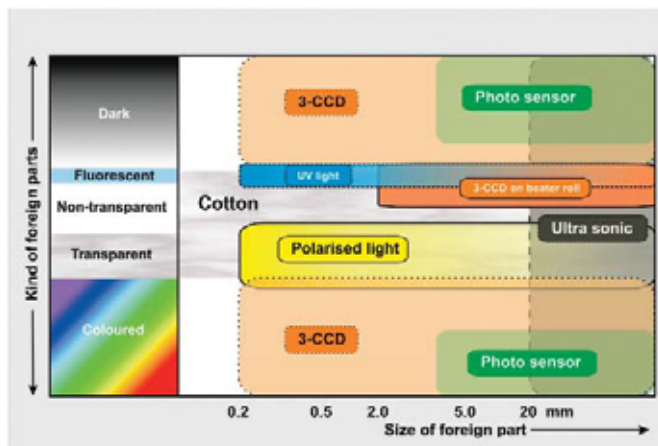 Kind of foreign parts
Dark
Fluorescent
Non-transparent
Transparent
Coloured
3-CCD
Photo sensor
UV light
3-CCD on beater roll
Cotton
Ultra sonic
Polarised light
3-CCD
Photo sensor
0.2 0.5 2.0 5.0 20 mm
Size of foreign part